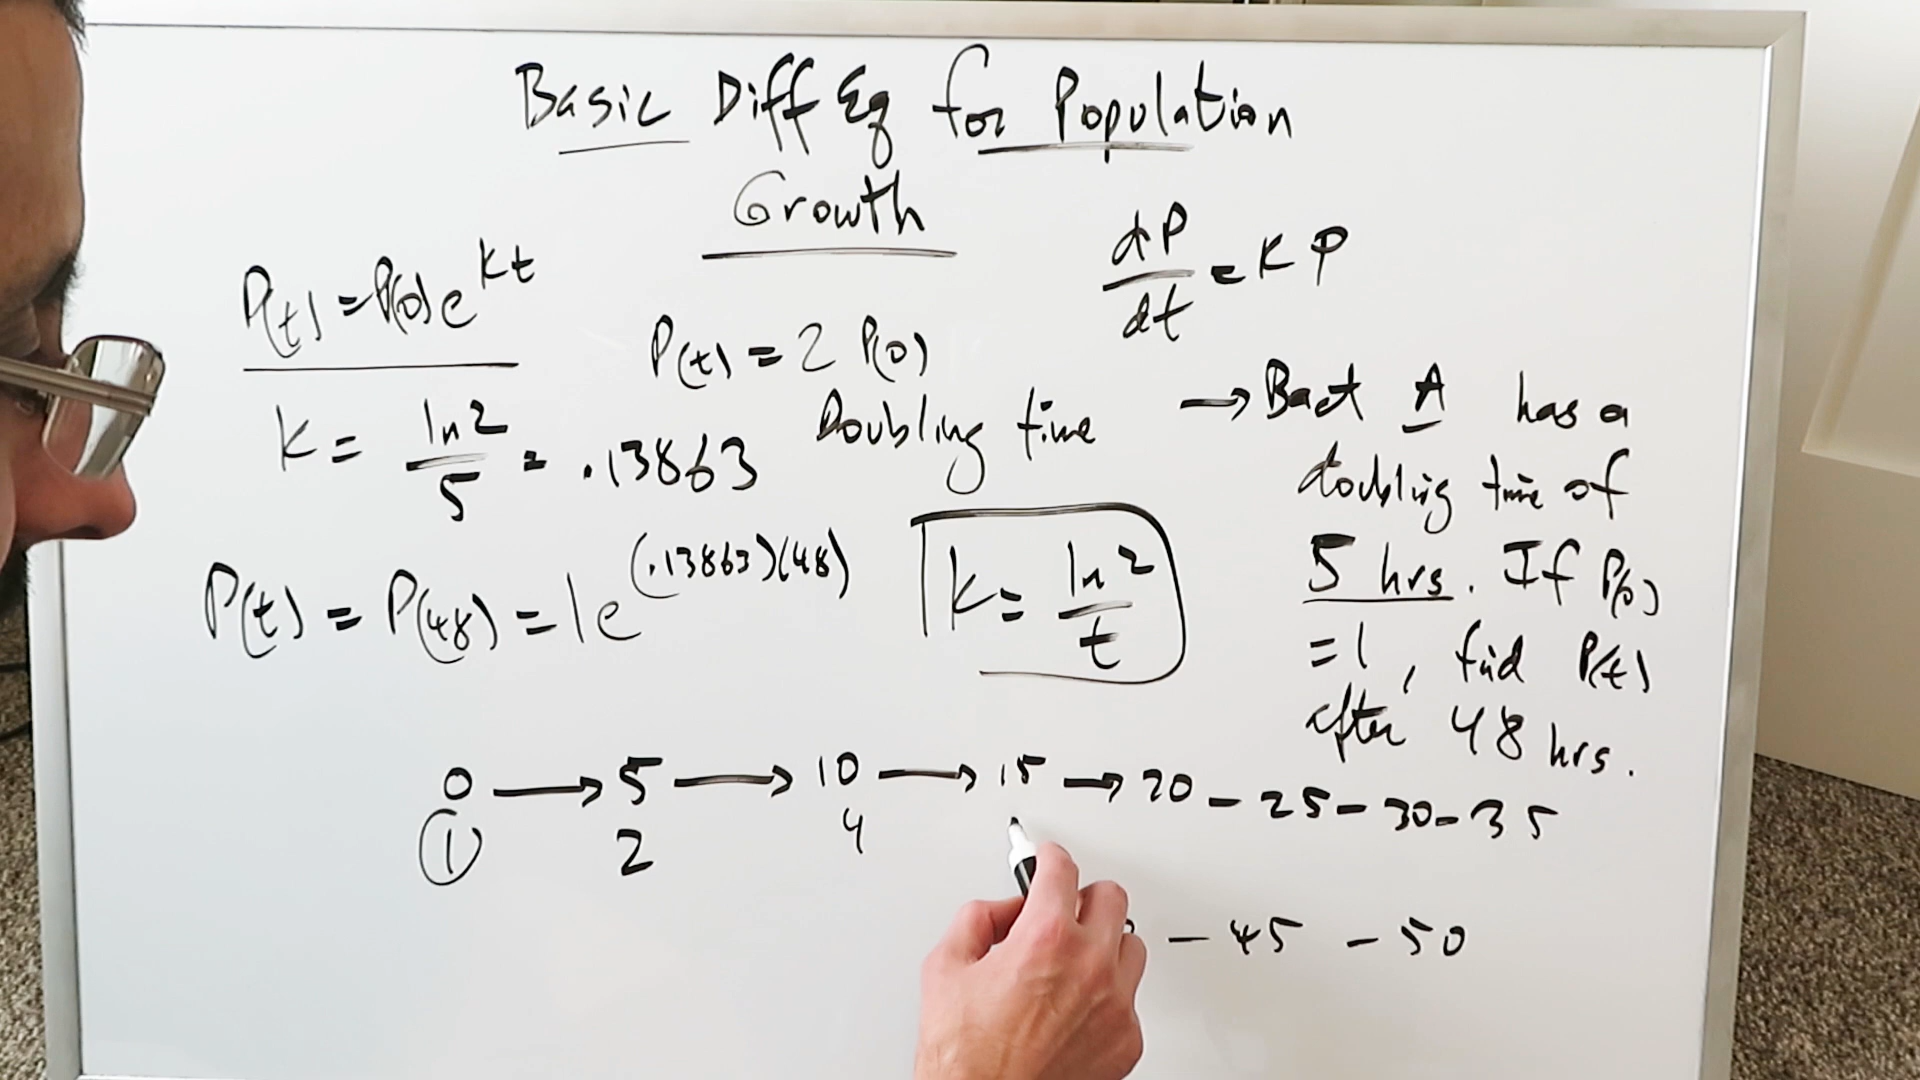 Basic Diff Eq for Population
Growth
P(t) = P(0)e^kt
dP/dt = KP
P(t) = 2 P(0)
Doubling time
k = ln2/5 = .13863
k = ln2/t
P(t) = P(48) = 1e^(.13863)(48)
→ Bact A has a
doubling time of
5 hrs. If P(0)
=1, find P(t)
after 48 hrs.
0 → 5 → 10 → 15 → 20 - 25 - 30 - 35
1 2 4
- 45 - 50